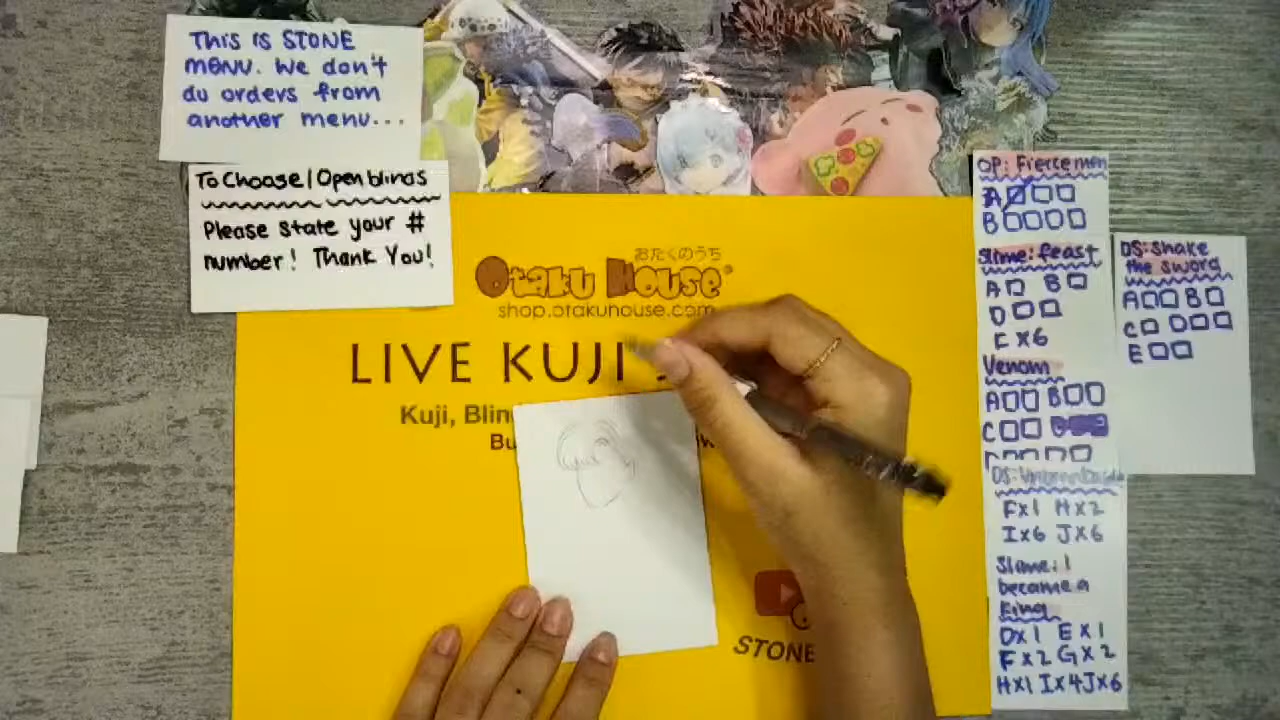 This is STONE
MENU. We don't
du orders from
another menu...
To Choose/Open blinds
Please state your #
number! Thank You!
おたくのうち
Otaku House®
shop.otakuhouse.com
LIVE KUJI
Kuji, Blin
Bu
STONE
OP: Fierce men
A
B
Slime: feast
A B
D
F x6
Venom
A B
C D
DS:
F x1 H x2
I x6 J x6
Slime: I
became a
King
D x1 E x1
F x2 G x2
H x1 I x4 J x6
DS: Shake
the sword
A B
C D
E